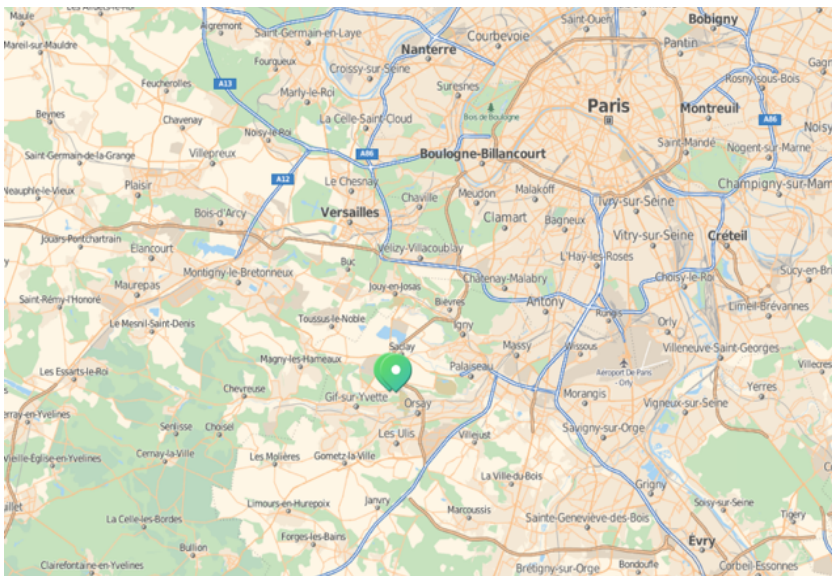 Maule
Aigremont
Saint-Germain-en-Laye
Courbevoie
Saint-Ouen
Bobigny
Mareil-sur-Mauldre
Fourqueux
Nanterre
Pantin
Croissy-sur-Seine
A13
Feucherolles
Marly-le-Roi
Suresnes
Rosny-sous-Bois
Beynes
Chavenay
La Celle-Saint-Cloud
Bois de Boulogne
Paris
Montreuil
A86
Noisy-le-Roi
Saint-Mandé
Nogent-sur-Marne
Saint-Germain-de-la-Grange
Villepreux
A86
Boulogne-Billancourt
A12
Le Chesnay
Plaisir
Neauphle-le-Vieux
Chaville
Meudon
Malakoff
Ivry-sur-Seine
Bois-d'Arcy
Versailles
Clamart
Bagneux
Vitry-sur-Seine
Creteil
Jouars-Pontchartrain
Élancourt
Vélizy-Villacoublay
L'Haÿ-les-Roses
Buc
Montigny-le-Bretonneux
Châtenay-Malabry
Choisy-le-Roi
Maurepas
Jouy-en-Josas
Saint-Rémy-l'Honoré
Bièvres
Antony
Limeil-Brévannes
Toussus-le-Noble
Rungis
Le Mesnil-Saint-Denis
Igny
Orly
Saclay
Massy
Wissous
Villeneuve-Saint-Georges
Magny-les-Hameaux
Palaiseau
Aeroport De Paris
- Orly
Les Essarts-le-Roi
Chevreuse
Gif-sur-Yvette
Orsay
Morangis
Yerres
Vigneux-sur-Seine
Senlisse
Choisel
Les Ulis
Villejust
Savigny-sur-Orge
Vieille-Église-en-Yvelines
Cernay-la-Ville
Les Molières
Gometz-la-Ville
La Ville-du-Bois
Grigny
Limours-en-Hurepoix
Janvry
Soisy-sur-Seine
Marcoussis
La Celle-les-Bordes
Sainte-Geneviève-des-Bois
Tigery
Forges-les-Bains
Bullion
Évry
Clairefontaine-en-Yvelines
Brétigny-sur-Orge
Bondoufle
Corbeil-Essonnes